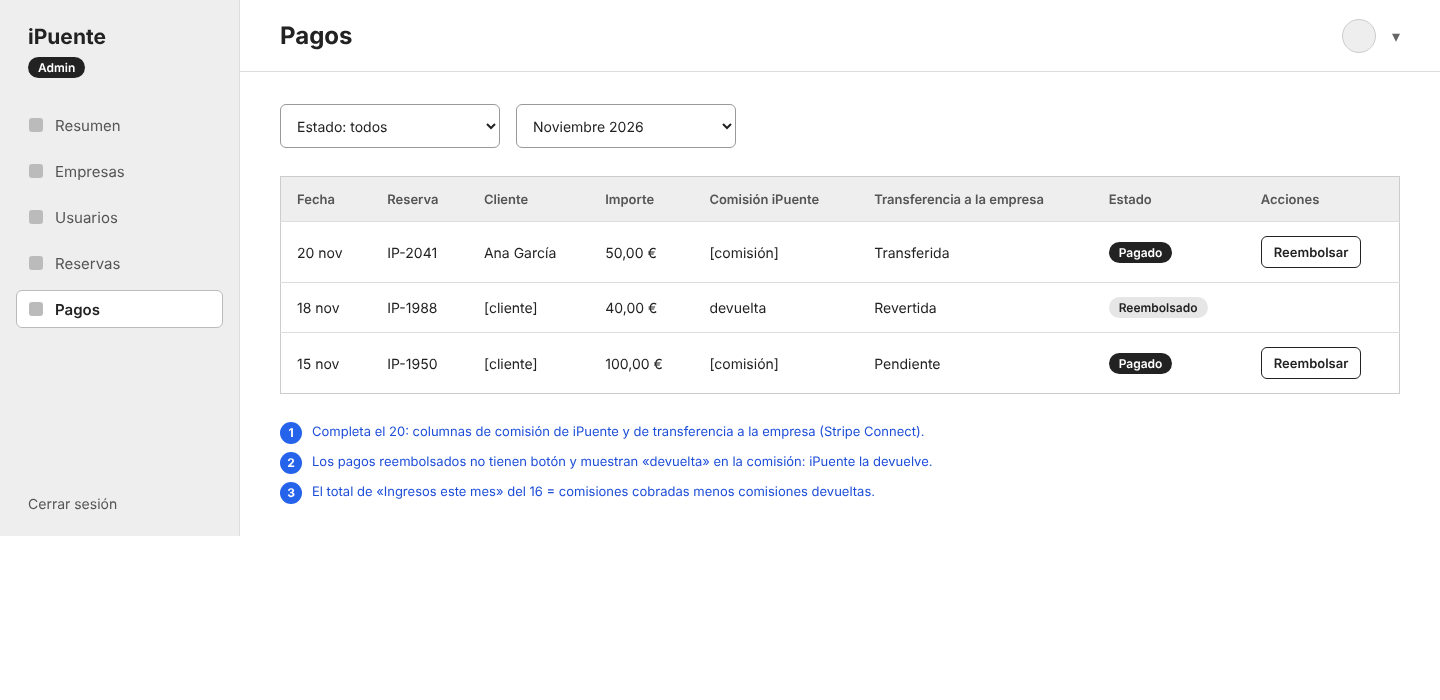 iPuente
Admin
Resumen
Empresas
Usuarios
Reservas
Pagos
Cerrar sesión
Pagos
▼
Estado: todos
Noviembre 2026
Fecha Reserva Cliente Importe Comisión iPuente Transferencia a la empresa Estado Acciones
20 nov IP-2041 Ana García 50,00 € [comisión] Transferida Pagado Reembolsar
18 nov IP-1988 [cliente] 40,00 € devuelta Revertida Reembolsado
15 nov IP-1950 [cliente] 100,00 € [comisión] Pendiente Pagado Reembolsar
1 Completa el 20: columnas de comisión de iPuente y de transferencia a la empresa (Stripe Connect).
2 Los pagos reembolsados no tienen botón y muestran «devuelta» en la comisión: iPuente la devuelve.
3 El total de «Ingresos este mes» del 16 = comisiones cobradas menos comisiones devueltas.